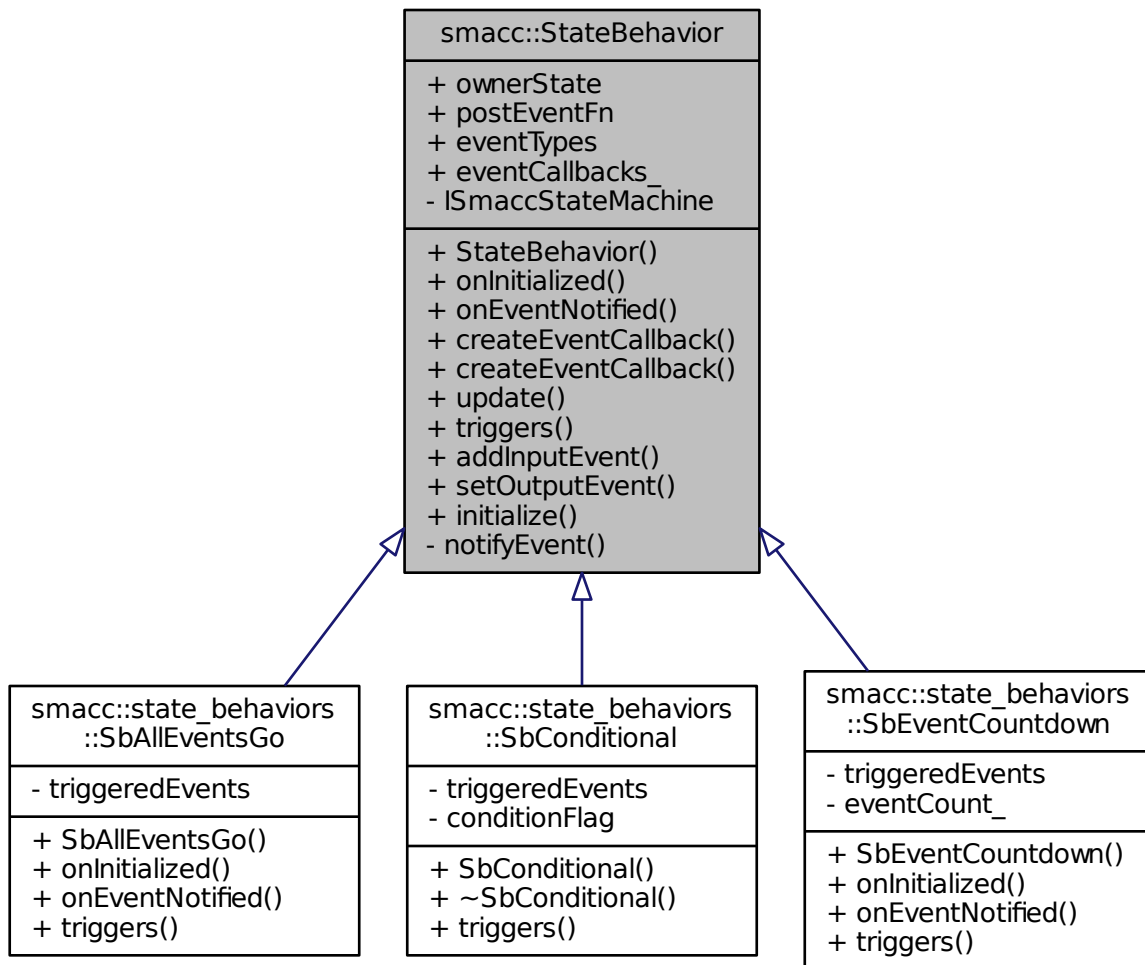 smacc::StateBehavior
+ ownerState
+ postEventFn
+ eventTypes
+ eventCallbacks_
- ISmaccStateMachine
+ StateBehavior()
+ onInitialized()
+ onEventNotified()
+ createEventCallback()
+ createEventCallback()
+ update()
+ triggers()
+ addInputEvent()
+ setOutputEvent()
+ initialize()
- notifyEvent()
smacc::state_behaviors
::SbAllEventsGo
- triggeredEvents
+ SbAllEventsGo()
+ onInitialized()
+ onEventNotified()
+ triggers()
smacc::state_behaviors
::SbConditional
- triggeredEvents
- conditionFlag
+ SbConditional()
+ ~SbConditional()
+ triggers()
smacc::state_behaviors
::SbEventCountdown
- triggeredEvents
- eventCount_
+ SbEventCountdown()
+ onInitialized()
+ onEventNotified()
+ triggers()